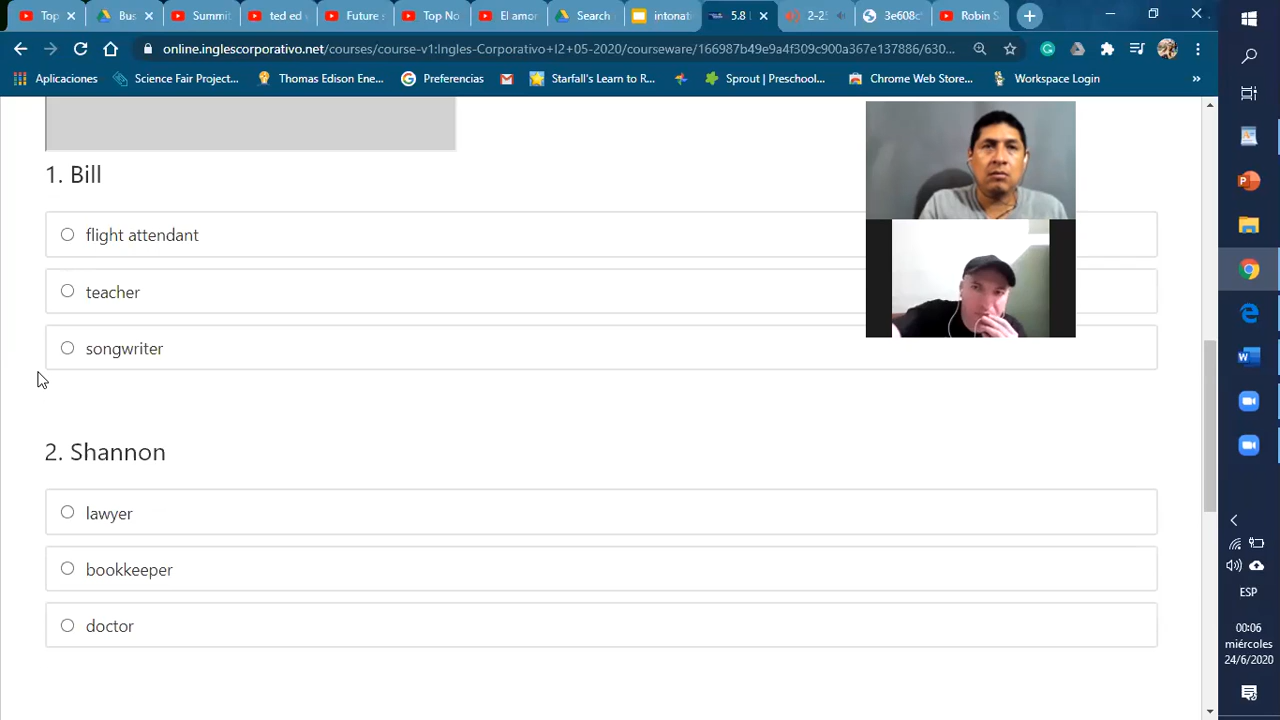 Top
Bus
Summit
ted ed
Future s
Top No
El amor
Search
intonati
5.8 L
2-2
3e608c
Robin S
online.inglescorporativo.net/courses/course-v1:Ingles-Corporativo+I2+05-2020/courseware/166987b49e9a4f309c900a367e137886/630...
Aplicaciones
Science Fair Project...
Thomas Edison Ene...
Preferencias
Starfall's Learn to R...
Sprout | Preschool...
Chrome Web Store...
Workspace Login
»
1. Bill
flight attendant
teacher
songwriter
2. Shannon
lawyer
bookkeeper
doctor
ESP
00:06
miércoles
24/6/2020